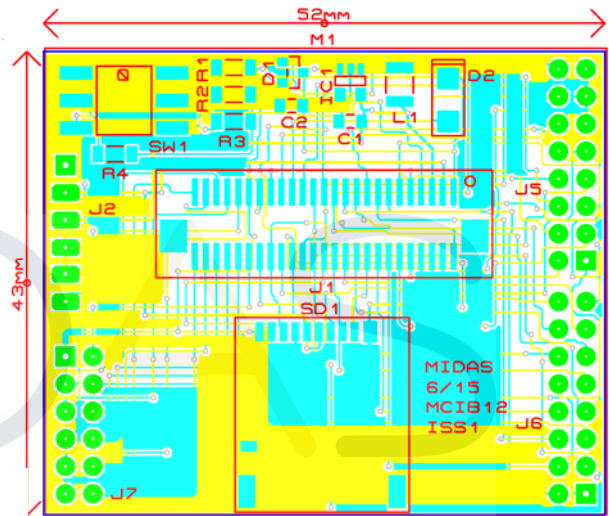 52mm
M1
R1
D1
IC1
D2
R2
C2
C1
L1
R3
SW1
R4
J5
J2
43mm
J1
SD1
MIDAS
6/15
MCIB12
ISS1
J6
J7